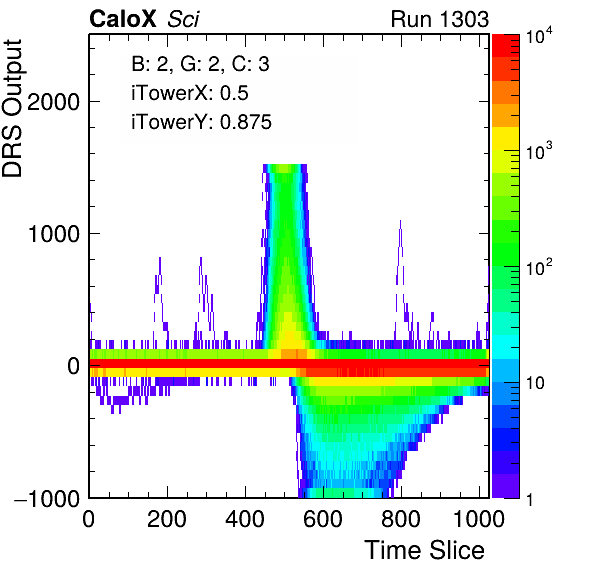 CaloX Sci Run 1303
B: 2, G: 2, C: 3
iTowerX: 0.5
iTowerY: 0.875
DRS Output
2000
1000
0
−1000
0 200 400 600 800 1000
Time Slice
10^4
10^3
10^2
10
1